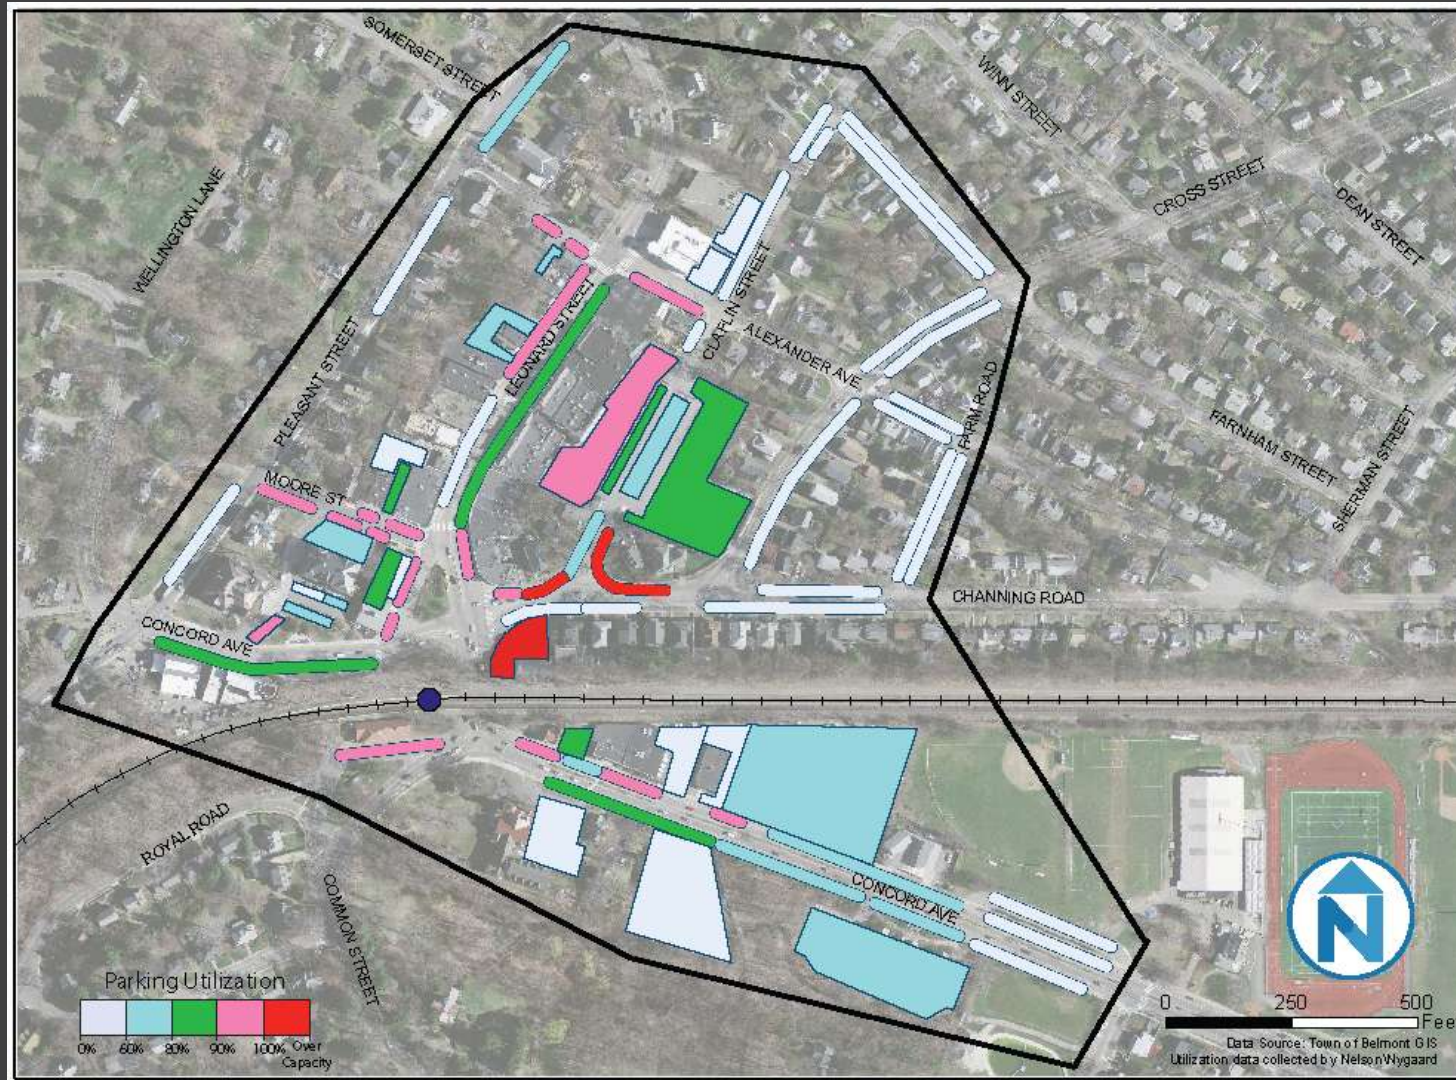 SOMERSET STREET
WINN STREET
CROSS STREET
DEAN STREET
WELLINGTON LANE
CLAFLIN STREET
LEONARD STREET
ALEXANDER AVE
PLEASANT STREET
FARM ROAD
FARNHAM STREET
SHERMAN STREET
MOORE ST
CHANNING ROAD
CONCORD AVE
ROYAL ROAD
COMMON STREET
CONCORD AVE
N
Parking Utilization
0% 60% 80% 90% 100% Over
Capacity
0 250 500
Fee
Data Source: Town of Belmont GIS
Utilization data collected by Nelson\Nygaard